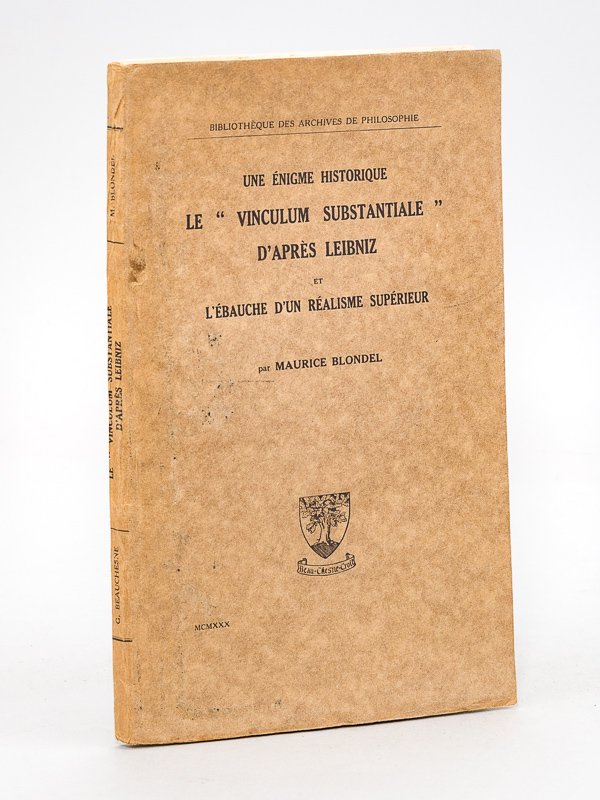 BIBLIOTHÈQUE DES ARCHIVES DE PHILOSOPHIE
UNE ÉNIGME HISTORIQUE
LE “ VINCULUM SUBSTANTIALE ”
D'APRÈS LEIBNIZ
ET
L'ÉBAUCHE D'UN RÉALISME SUPÉRIEUR
par MAURICE BLONDEL
Beau-Chesne-Croit
MCMXXX
M. BLONDEL
LE “ VINCULUM SUBSTANTIALE
D'APRÈS LEIBNIZ
G. BEAUCHESNE